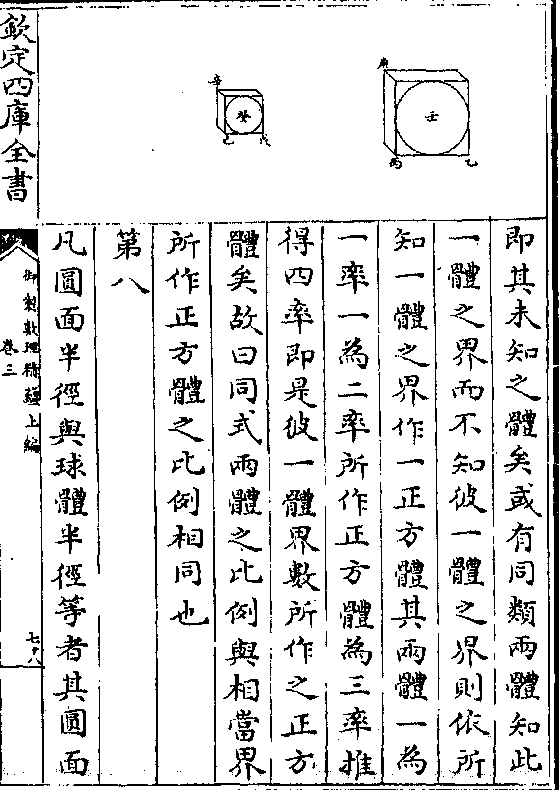 庚
壬
丙
乙
辛
癸
己
戊
即其未知之體矣或有同類兩體知此
一體之界而不知彼一體之界則依所
知一體之界作一正方體其兩體一為
一率一為二率所作正方體為三率推
得四率即是彼一體界數所作之正方
體矣故曰同式兩體之比例與相當界
所作正方體之比例相同也
第八
凡圓面半徑與球體半徑等者其圓面
欽定四庫全書
御製數理精蘊上編
卷三
七十八